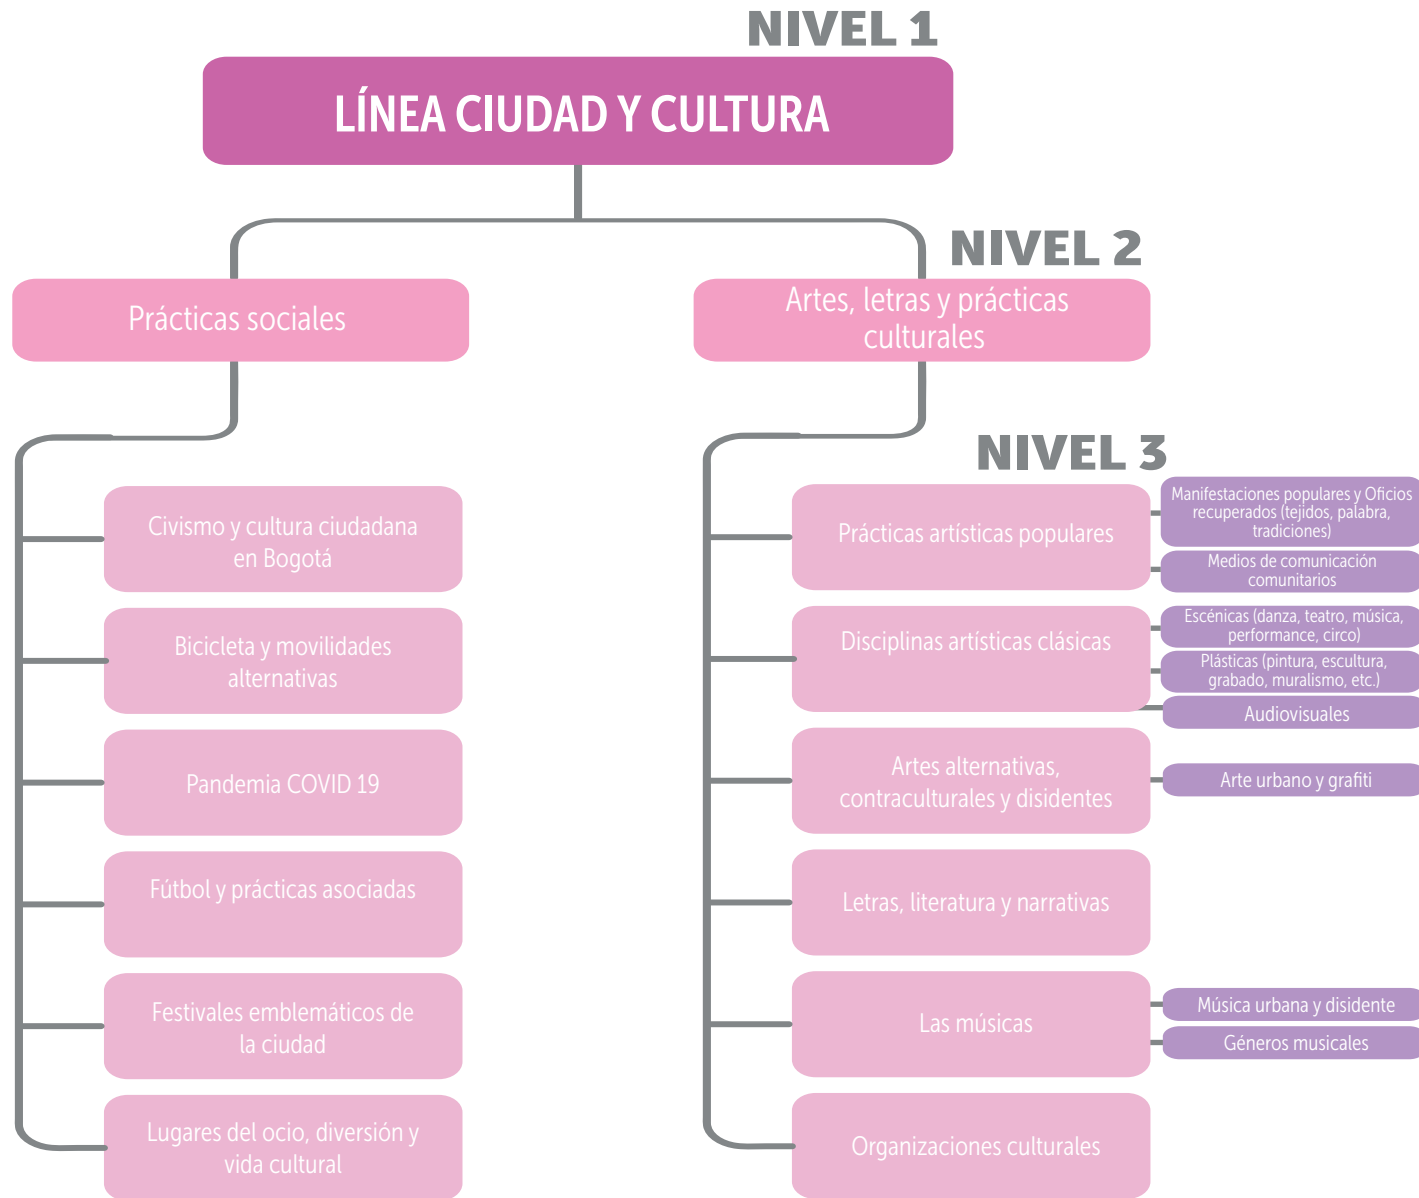 NIVEL 1
LÍNEA CIUDAD Y CULTURA
NIVEL 2
Prácticas sociales
Artes, letras y prácticas
culturales
NIVEL 3
Civismo y cultura ciudadana
en Bogotá
Bicicleta y movilidades
alternativas
Pandemia COVID 19
Fútbol y prácticas asociadas
Festivales emblemáticos de
la ciudad
Lugares del ocio, diversión y
vida cultural
Prácticas artísticas populares
Manifestaciones populares y Oficios
recuperados (tejidos, palabra,
tradiciones)
Medios de comunicación
comunitarios
Disciplinas artísticas clásicas
Escénicas (danza, teatro, música,
performance, circo)
Plásticas (pintura, escultura,
grabado, muralismo, etc.)
Audiovisuales
Artes alternativas,
contraculturales y disidentes
Arte urbano y grafiti
Letras, literatura y narrativas
Las músicas
Música urbana y disidente
Géneros musicales
Organizaciones culturales